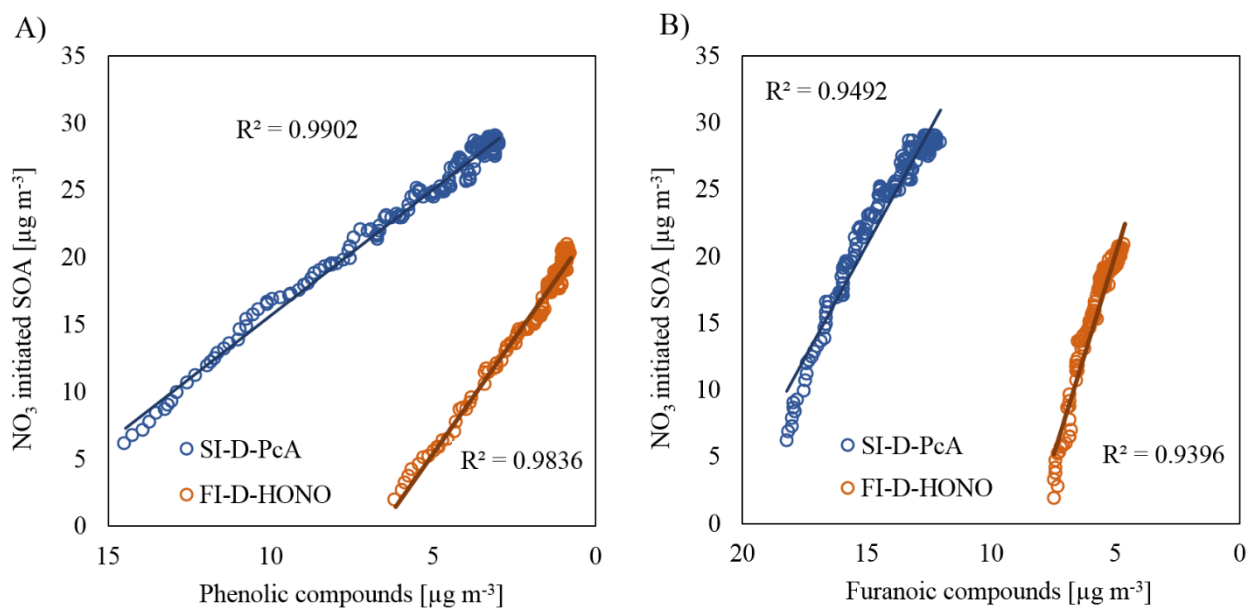 A)
35
30
25
20
15
10
5
0
NO₃ initiated SOA [µg m⁻³]
R² = 0.9902
R² = 0.9836
SI-D-PcA
FI-D-HONO
15 10 5 0
Phenolic compounds [µg m⁻³]
B)
35
30
25
20
15
10
5
0
NO₃ initiated SOA [µg m⁻³]
R² = 0.9492
R² = 0.9396
SI-D-PcA
FI-D-HONO
20 15 10 5 0
Furanoic compounds [µg m⁻³]